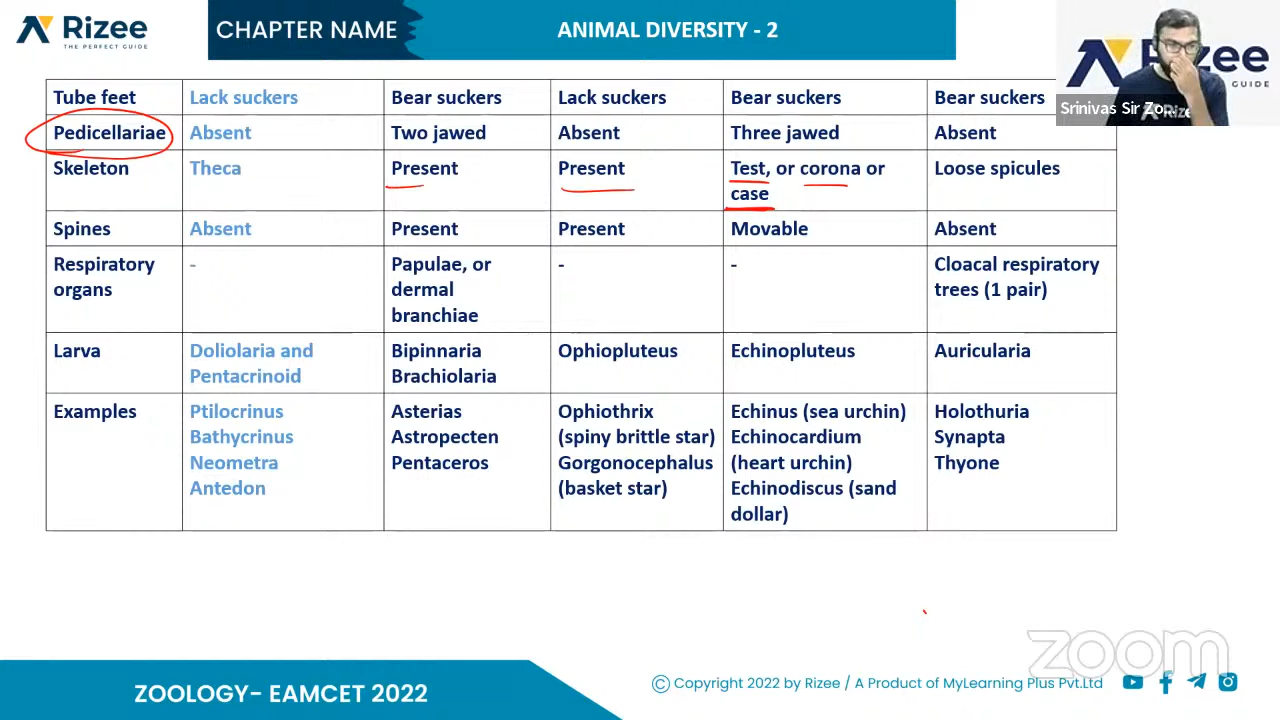 Rizee
THE PERFECT GUIDE
CHAPTER NAME
ANIMAL DIVERSITY - 2
Rizee
GUIDE
Srinivas Sir Zo...
Rizee
Tube feet
Lack suckers
Bear suckers
Lack suckers
Bear suckers
Bear suckers
Pedicellariae
Absent
Two jawed
Absent
Three jawed
Absent
Skeleton
Theca
Present
Present
Test, or corona or
case
Loose spicules
Spines
Absent
Present
Present
Movable
Absent
Respiratory
organs
-
Papulae, or
dermal
branchiae
-
-
Cloacal respiratory
trees (1 pair)
Larva
Doliolaria and
Pentacrinoid
Bipinnaria
Brachiolaria
Ophiopluteus
Echinopluteus
Auricularia
Examples
Ptilocrinus
Bathycrinus
Neometra
Antedon
Asterias
Astropecten
Pentaceros
Ophiothrix
(spiny brittle star)
Gorgonocephalus
(basket star)
Echinus (sea urchin)
Echinocardium
(heart urchin)
Echinodiscus (sand
dollar)
Holothuria
Synapta
Thyone
zoom
ZOOLOGY- EAMCET 2022
© Copyright 2022 by Rizee / A Product of MyLearning Plus Pvt.Ltd